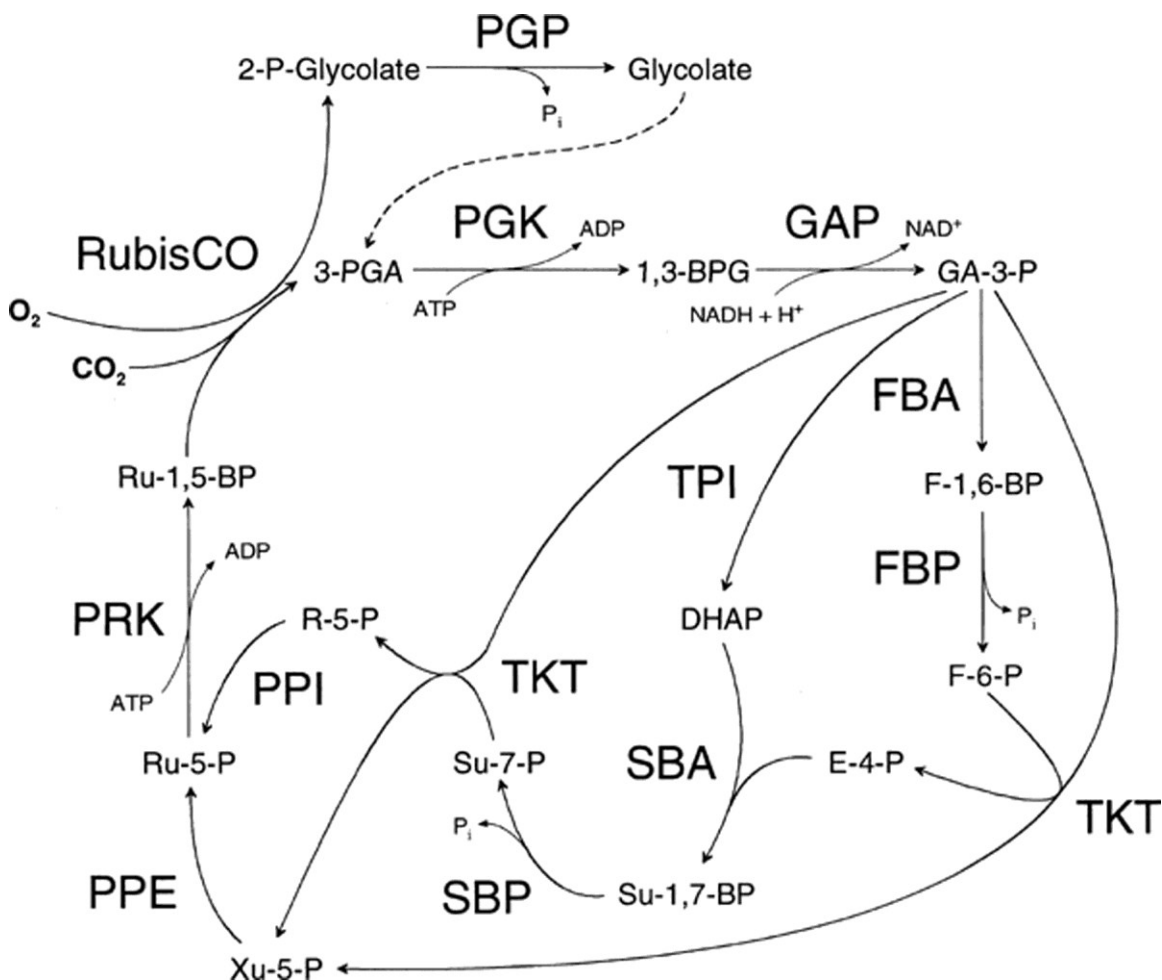 PGP
2-P-Glycolate
Glycolate
Pi
RubisCO
PGK
ADP
GAP
NAD+
3-PGA
1,3-BPG
GA-3-P
ATP
NADH + H+
O2
CO2
FBA
Ru-1,5-BP
TPI
F-1,6-BP
ADP
FBP
PRK
R-5-P
DHAP
Pi
PPI
TKT
F-6-P
ATP
Ru-5-P
Su-7-P
SBA
E-4-P
Pi
TKT
PPE
SBP
Su-1,7-BP
Xu-5-P